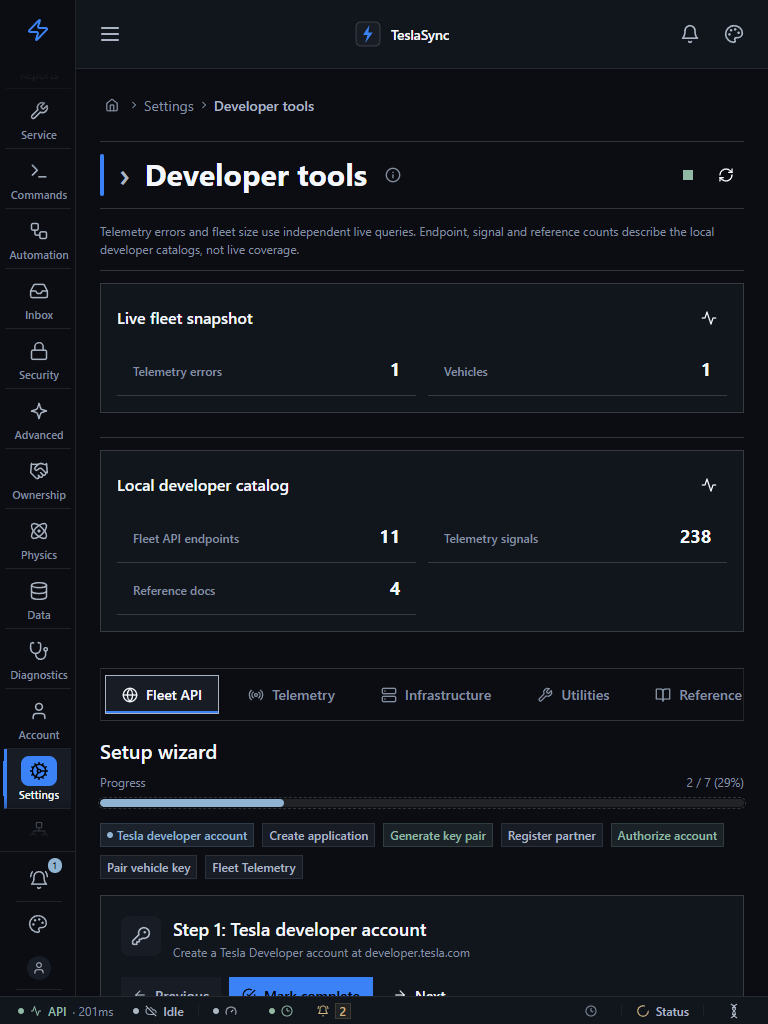 TeslaSync
Settings
Developer tools
Reports
Service
Commands
Automation
Inbox
Security
Advanced
Ownership
Physics
Data
Diagnostics
Account
Settings
1
Developer tools
Telemetry errors and fleet size use independent live queries. Endpoint, signal and reference counts describe the local
developer catalogs, not live coverage.
Live fleet snapshot
Telemetry errors 1
Vehicles 1
Local developer catalog
Fleet API endpoints 11
Telemetry signals 238
Reference docs 4
Fleet API Telemetry Infrastructure Utilities Reference
Setup wizard
Progress 2 / 7 (29%)
Tesla developer account Create application Generate key pair Register partner Authorize account
Pair vehicle key Fleet Telemetry
Step 1: Tesla developer account
Create a Tesla Developer account at developer.tesla.com
Previous Mark complete Next
API · 201ms Idle 2 Status